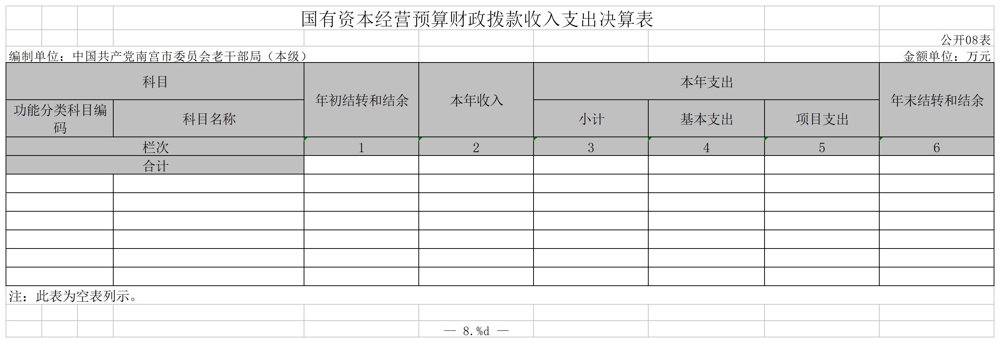 国有资本经营预算财政拨款收入支出决算表
公开08表
编制单位：中国共产党南宫市委员会老干部局（本级）
金额单位：万元
科目
年初结转和结余
本年收入
本年支出
年末结转和结余
功能分类科目编
码
科目名称
小计
基本支出
项目支出
栏次
1
2
3
4
5
6
合计
注：此表为空表列示。
— 8.%d —